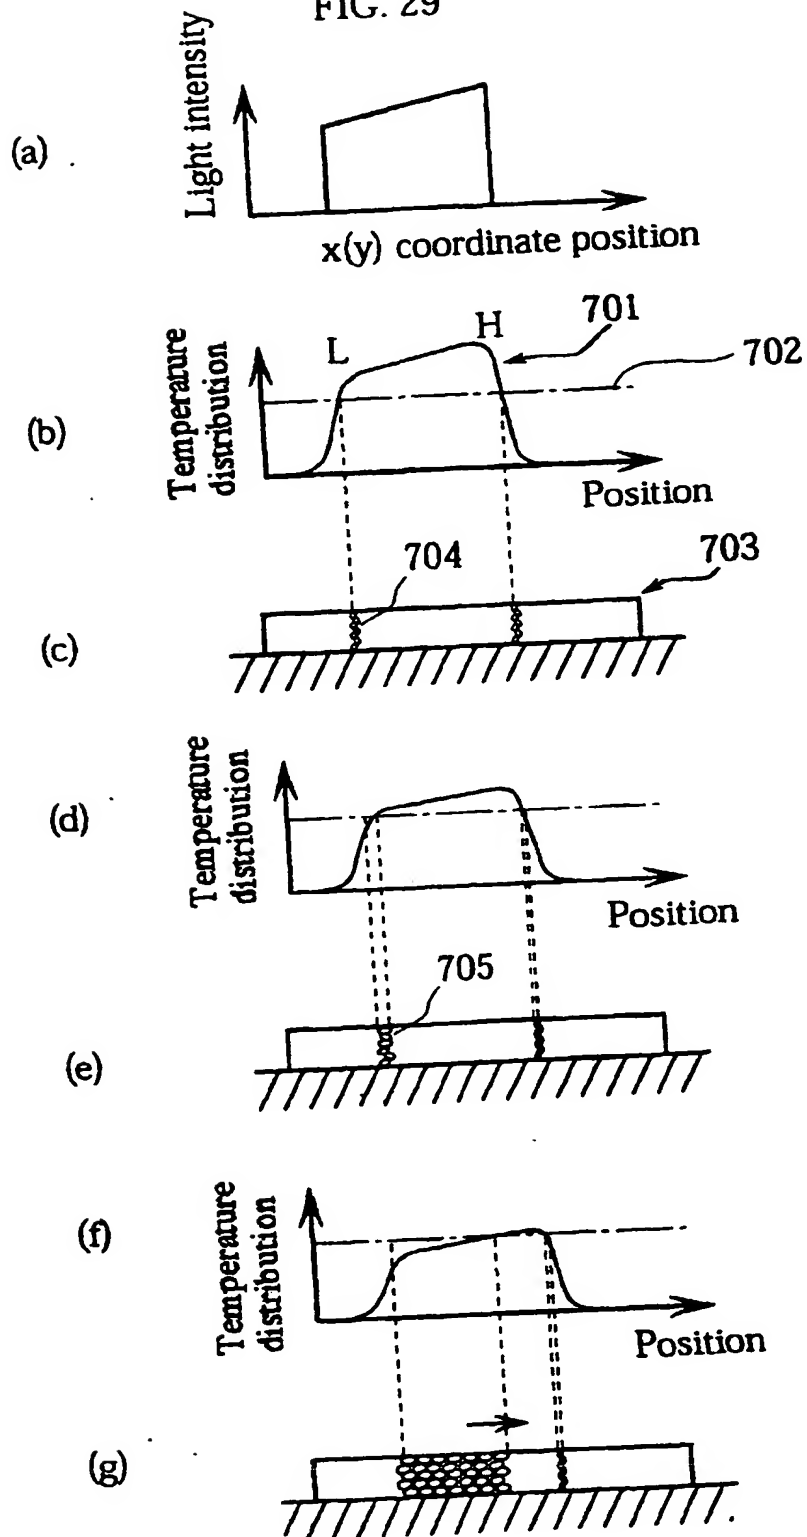 FIG. 29
(a)
Light intensity
x(y) coordinate position
(b)
Temperature
distribution
L
H
701
702
Position
(c)
704
703
(d)
Temperature
distribution
Position
(e)
705
(f)
Temperature
distribution
Position
(g)